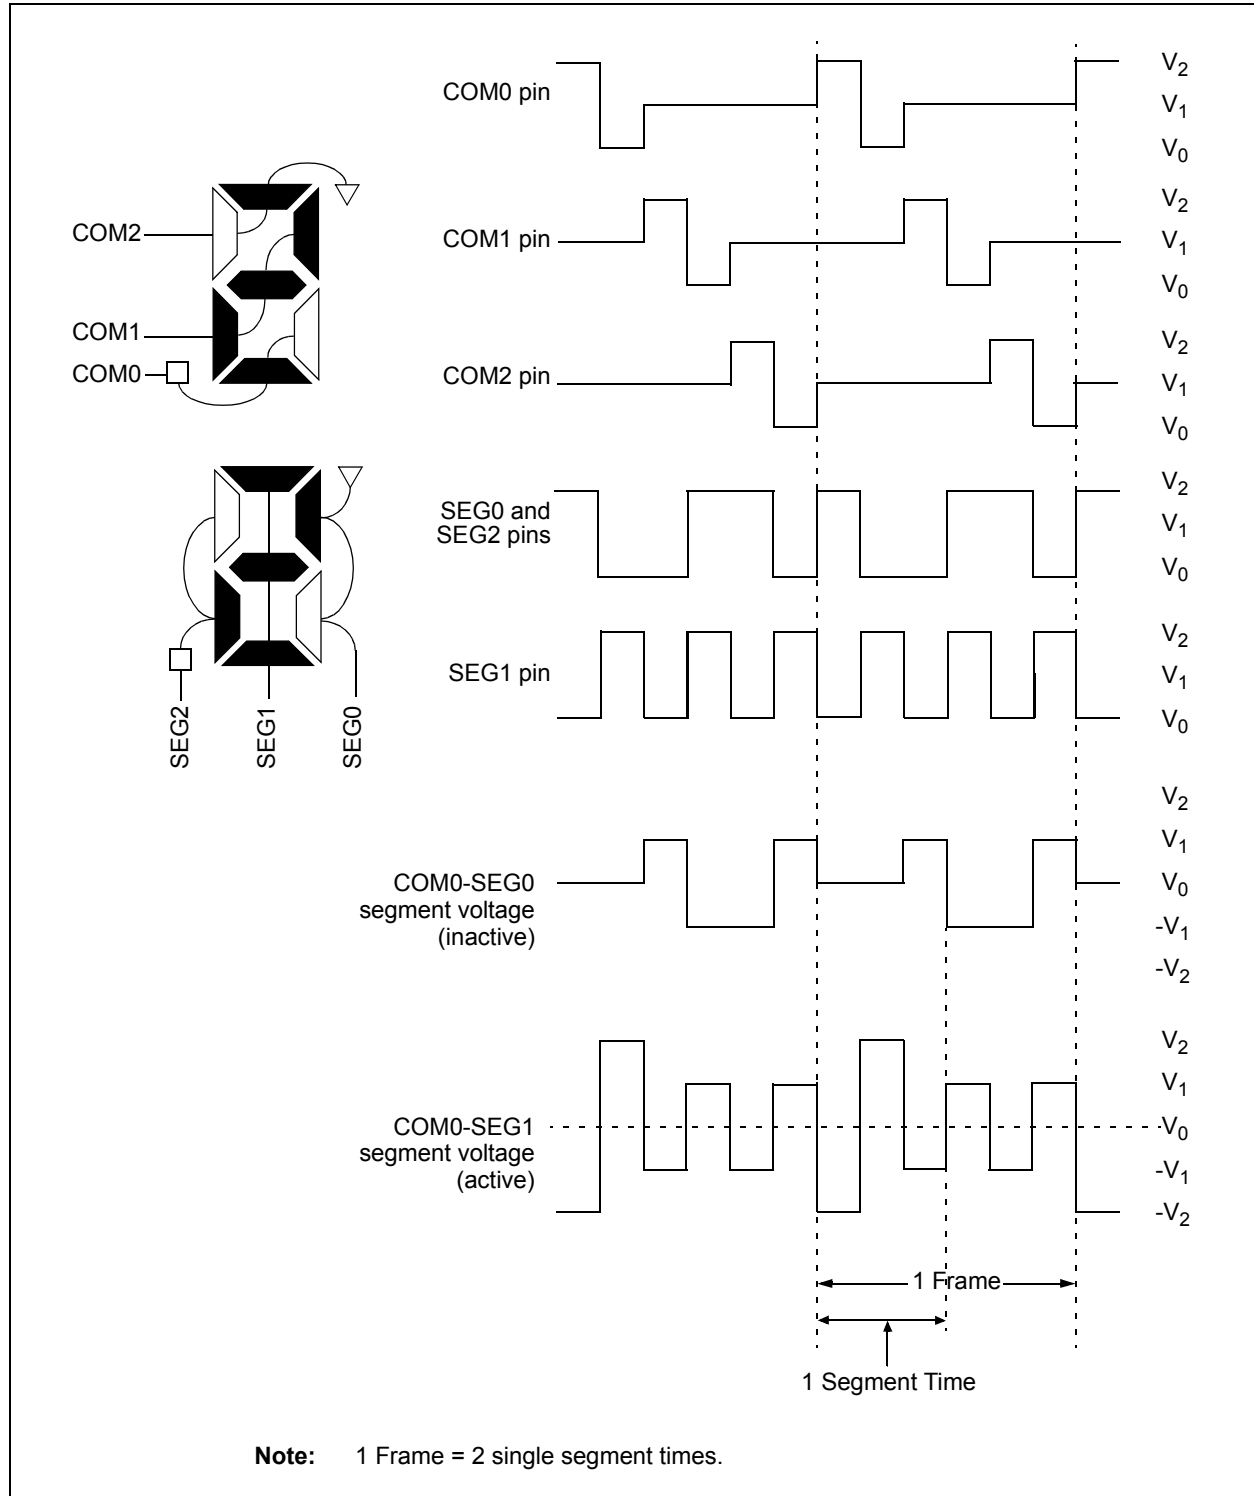 COM0 pin
V2
V1
V0
COM2
COM1
COM0
COM1 pin
V2
V1
V0
COM2 pin
V2
V1
V0
SEG2
SEG1
SEG0
SEG0 and
SEG2 pins
V2
V1
V0
SEG1 pin
V2
V1
V0
COM0-SEG0
segment voltage
(inactive)
V2
V1
V0
-V1
-V2
COM0-SEG1
segment voltage
(active)
V2
V1
V0
-V1
-V2
1 Frame
1 Segment Time
Note: 1 Frame = 2 single segment times.